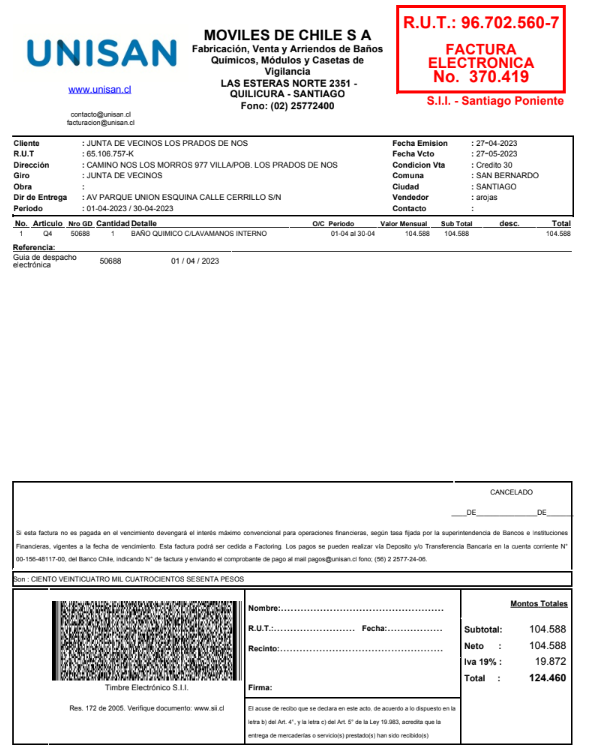 UNISAN
www.unisan.cl
contacto@unisan.cl
facturacion@unisan.cl
MOVILES DE CHILE S A
Fabricación, Venta y Arriendos de Baños
Químicos, Módulos y Casetas de
Vigilancia
LAS ESTERAS NORTE 2351 -
QUILICURA - SANTIAGO
Fono: (02) 25772400
R.U.T.: 96.702.560-7
FACTURA
ELECTRONICA
No. 370.419
S.I.I. - Santiago Poniente
Cliente : JUNTA DE VECINOS LOS PRADOS DE NOS Fecha Emision : 27-04-2023
R.U.T : 65.106.757-K Fecha Vcto : 27-05-2023
Dirección : CAMINO NOS LOS MORROS 977 VILLA/POB. LOS PRADOS DE NOS Condicion Vta : Credito 30
Giro : JUNTA DE VECINOS Comuna : SAN BERNARDO
Obra : Ciudad : SANTIAGO
Dir de Entrega : AV PARQUE UNION ESQUINA CALLE CERRILLO S/N Vendedor : arojas
Periodo : 01-04-2023 / 30-04-2023 Contacto :
No. Articulo Nro GD Cantidad Detalle O/C Periodo Valor Mensual Sub Total desc. Total
1 Q4 50688 1 BAÑO QUIMICO C/LAVAMANOS INTERNO 01-04 al 30-04 104.588 104.588 104.588
Referencia:
Guia de despacho
electrónica 50688 01 / 04 / 2023
CANCELADO
____DE______________DE______
Si esta factura no es pagada en el vencimiento devengará el interés máximo convencional para operaciones financieras, según tasa fijada por la superintendencia de Bancos e instituciones
Financieras, vigentes a la fecha de vencimiento. Esta factura podrá ser cedida a Factoring. Los pagos se pueden realizar vía Deposito y/o Transferencia Bancaria en la cuenta corriente N°
00-156-48117-00, del Banco Chile, indicando N° de factura y enviando el comprobante de pago al mail pagos@unisan.cl fono; (56) 2 2577-24-06.
Son : CIENTO VEINTICUATRO MIL CUATROCIENTOS SESENTA PESOS
Timbre Electrónico S.I.I.
Res. 172 de 2005. Verifique documento: www.sii.cl
Nombre:..............................................
R.U.T.:....................... Fecha:................
Recinto:..............................................
Firma:
El acuse de recibo que se declara en este acto, de acuerdo a lo dispuesto en la
letra b) del Art. 4°, y la letra c) del Art. 5° de la Ley 19.983, acredita que la
entrega de mercaderías o servicio(s) prestado(s) han sido recibido(s)
Montos Totales
Subtotal: 104.588
Neto : 104.588
Iva 19% : 19.872
Total : 124.460